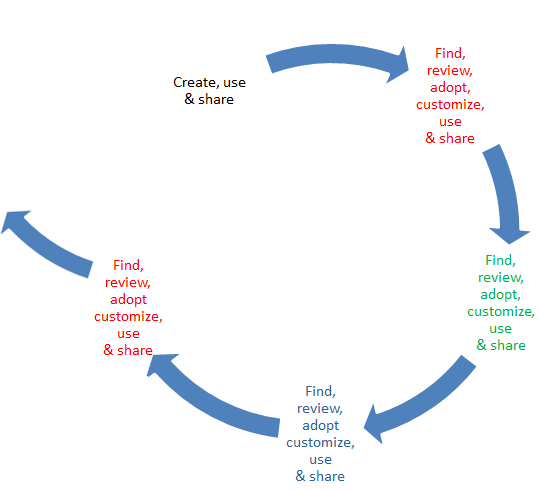 Create, use
& share
Find,
review,
adopt,
customize,
use
& share
Find,
review,
adopt,
customize,
use
& share
Find,
review,
adopt
customize,
use
& share
Find,
review,
adopt
customize,
use
& share